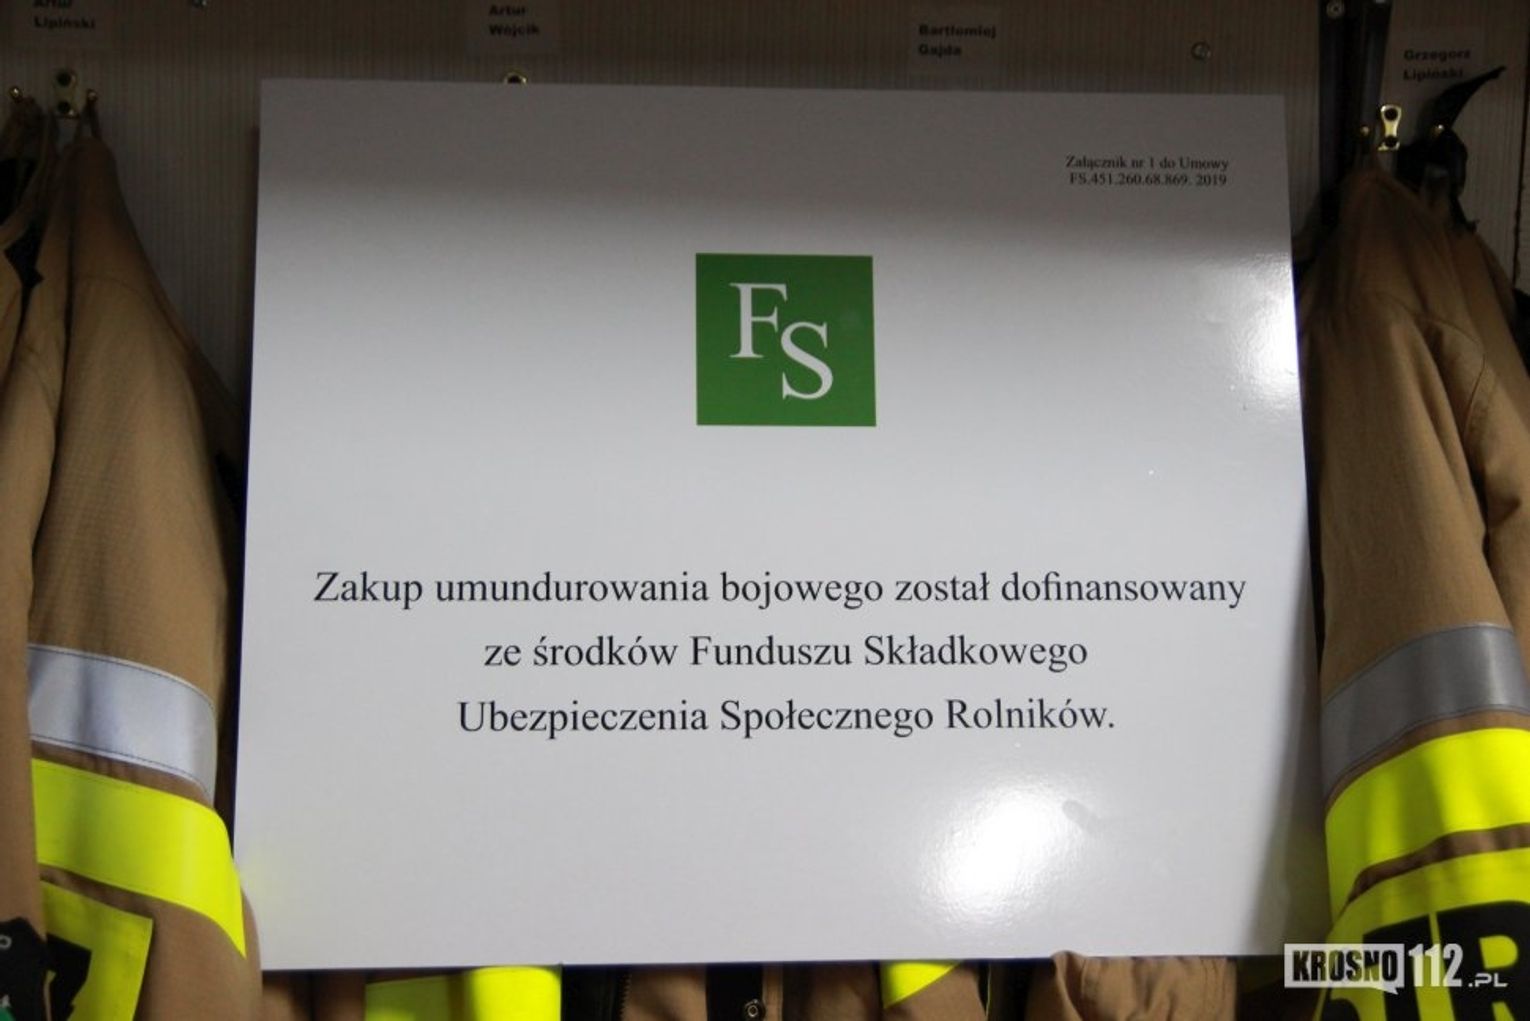 Artur
Lipiński
Artur
Wójcik
Bartłomiej
Gajda
Grzegorz
Lipiński
Załącznik nr 1 do Umowy
FS.451.260.68.869. 2019
FS
Zakup umundurowania bojowego został dofinansowany
ze środków Funduszu Składkowego
Ubezpieczenia Społecznego Rolników.
KROSNO112.PL